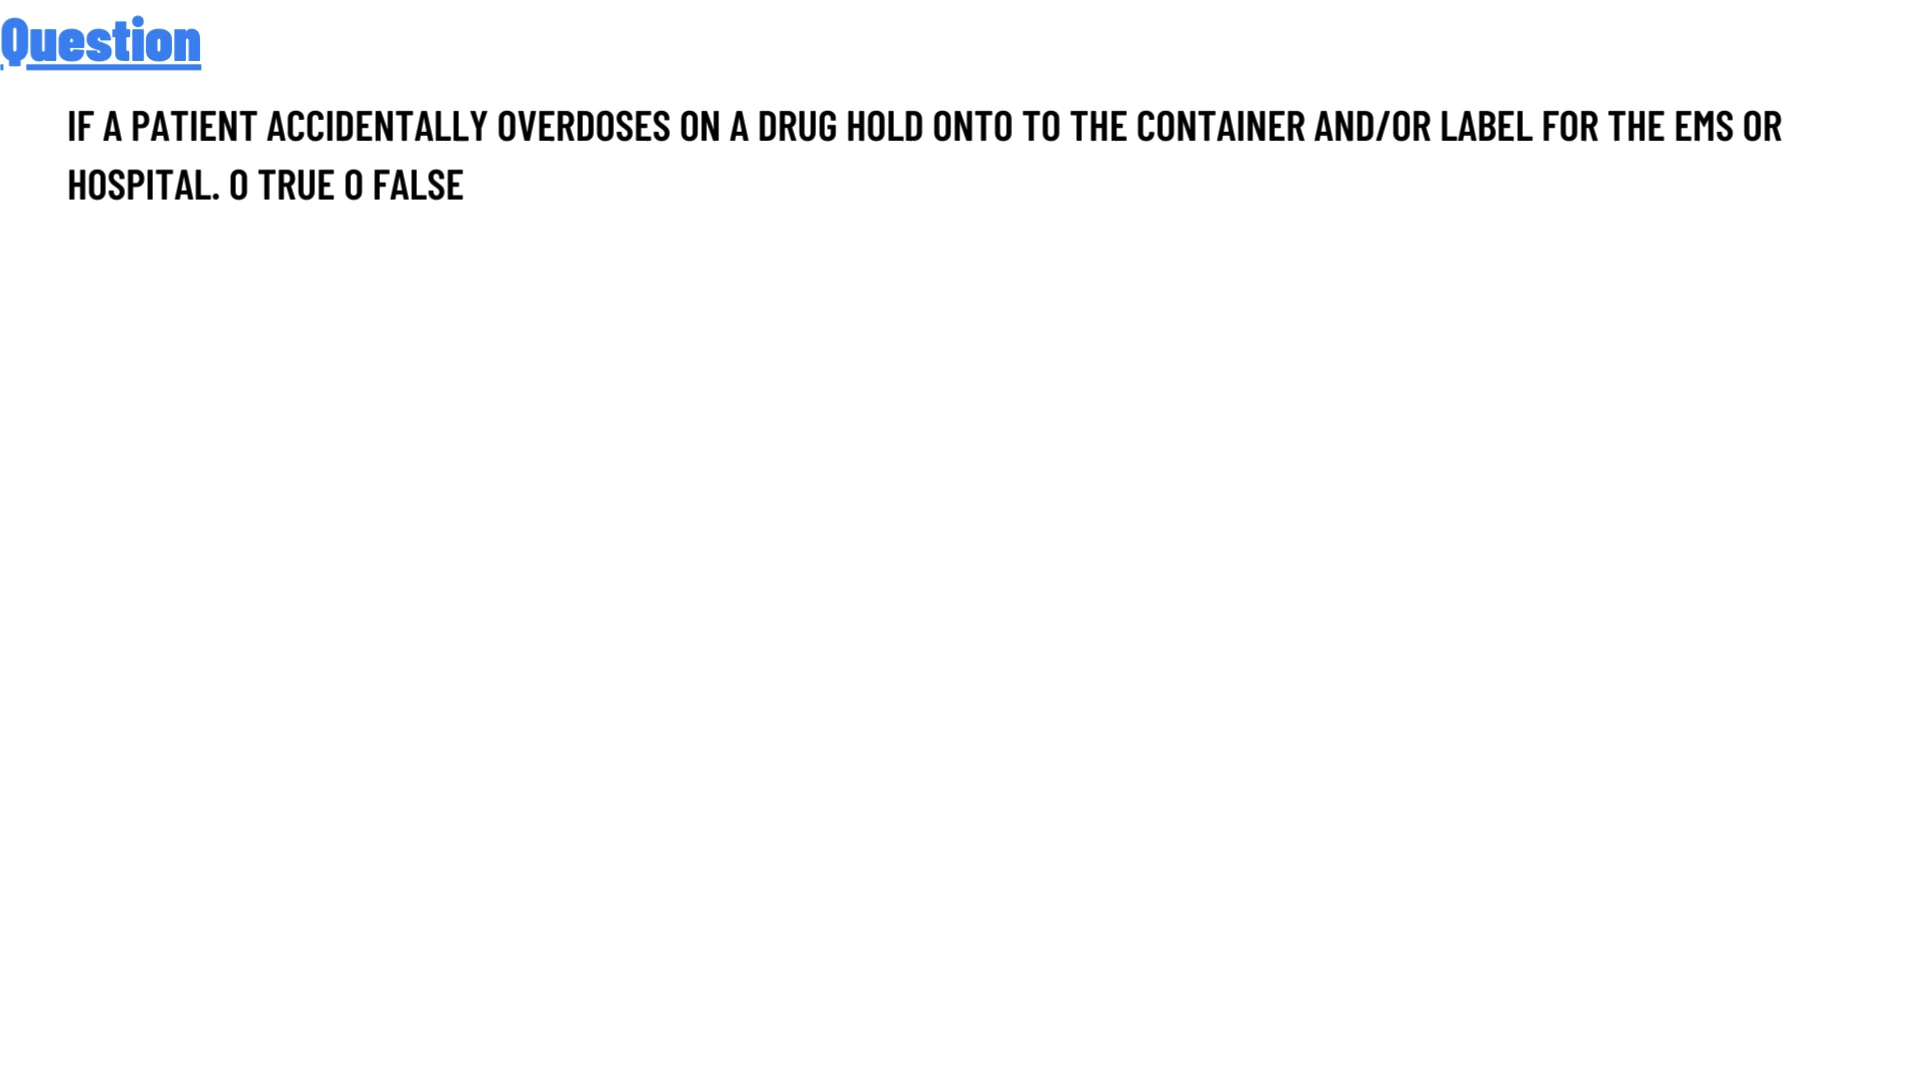 Question
IF A PATIENT ACCIDENTALLY OVERDOSES ON A DRUG HOLD ONTO TO THE CONTAINER AND/OR LABEL FOR THE EMS OR
HOSPITAL. O TRUE O FALSE